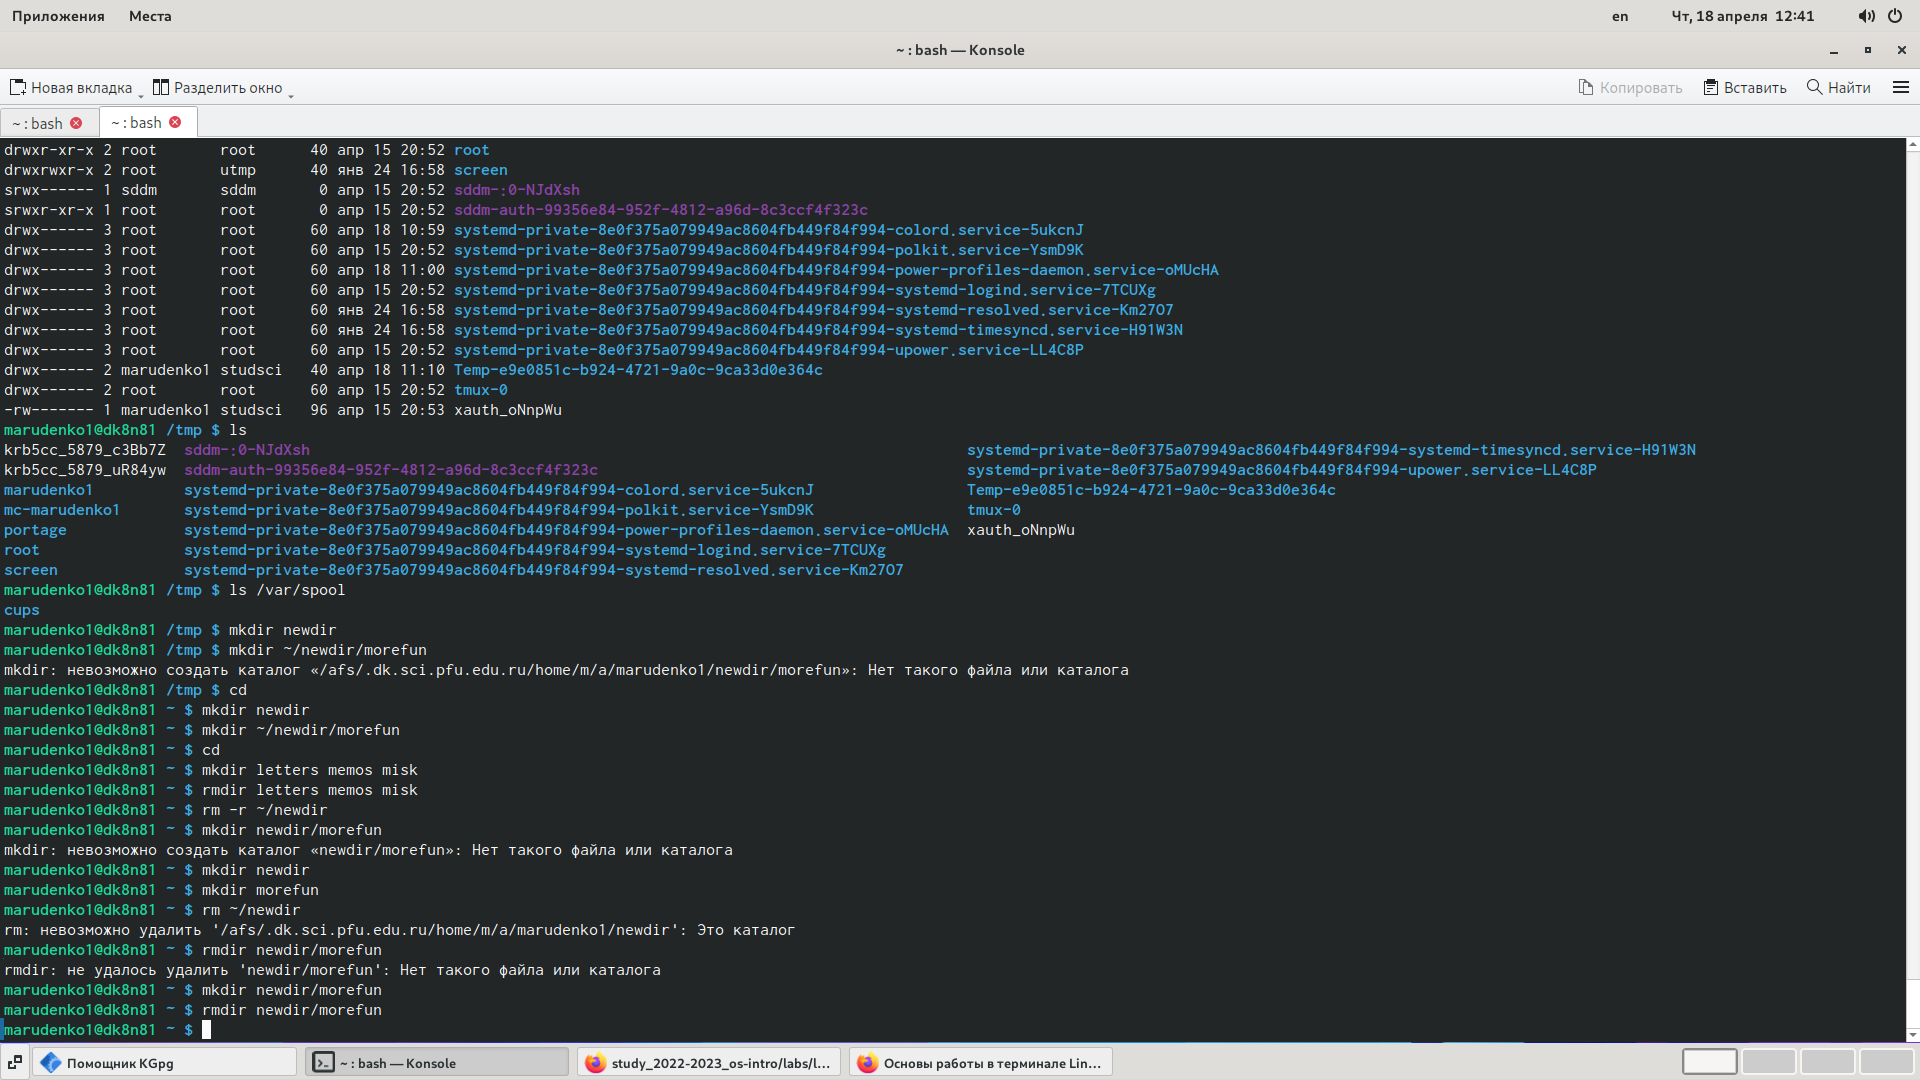 Приложения Места en Чт, 18 апреля 12:41
~ : bash — Konsole
Новая вкладка Разделить окно Копировать Вставить Найти
~ : bash ~ : bash
drwxr-xr-x 2 root root 40 апр 15 20:52 root
drwxrwxr-x 2 root utmp 40 янв 24 16:58 screen
srwx------ 1 sddm sddm 0 апр 15 20:52 sddm-:0-NJdXsh
srwxr-xr-x 1 root root 0 апр 15 20:52 sddm-auth-99356e84-952f-4812-a96d-8c3ccf4f323c
drwx------ 3 root root 60 апр 18 10:59 systemd-private-8e0f375a079949ac8604fb449f84f994-colord.service-5ukcnJ
drwx------ 3 root root 60 апр 15 20:52 systemd-private-8e0f375a079949ac8604fb449f84f994-polkit.service-YsmD9K
drwx------ 3 root root 60 апр 18 11:00 systemd-private-8e0f375a079949ac8604fb449f84f994-power-profiles-daemon.service-oMUcHA
drwx------ 3 root root 60 апр 15 20:52 systemd-private-8e0f375a079949ac8604fb449f84f994-systemd-logind.service-7TCUXg
drwx------ 3 root root 60 янв 24 16:58 systemd-private-8e0f375a079949ac8604fb449f84f994-systemd-resolved.service-Km27O7
drwx------ 3 root root 60 янв 24 16:58 systemd-private-8e0f375a079949ac8604fb449f84f994-systemd-timesyncd.service-H91W3N
drwx------ 3 root root 60 апр 15 20:52 systemd-private-8e0f375a079949ac8604fb449f84f994-upower.service-LL4C8P
drwx------ 2 marudenko1 studsci 40 апр 18 11:10 Temp-e9e0851c-b924-4721-9a0c-9ca33d0e364c
drwx------ 2 root root 60 апр 15 20:52 tmux-0
-rw------- 1 marudenko1 studsci 96 апр 15 20:53 xauth_oNnpWu
marudenko1@dk8n81 /tmp $ ls
krb5cc_5879_c3Bb7Z sddm-:0-NJdXsh systemd-private-8e0f375a079949ac8604fb449f84f994-systemd-timesyncd.service-H91W3N
krb5cc_5879_uR84yw sddm-auth-99356e84-952f-4812-a96d-8c3ccf4f323c systemd-private-8e0f375a079949ac8604fb449f84f994-upower.service-LL4C8P
marudenko1 systemd-private-8e0f375a079949ac8604fb449f84f994-colord.service-5ukcnJ Temp-e9e0851c-b924-4721-9a0c-9ca33d0e364c
mc-marudenko1 systemd-private-8e0f375a079949ac8604fb449f84f994-polkit.service-YsmD9K tmux-0
portage systemd-private-8e0f375a079949ac8604fb449f84f994-power-profiles-daemon.service-oMUcHA xauth_oNnpWu
root systemd-private-8e0f375a079949ac8604fb449f84f994-systemd-logind.service-7TCUXg
screen systemd-private-8e0f375a079949ac8604fb449f84f994-systemd-resolved.service-Km27O7
marudenko1@dk8n81 /tmp $ ls /var/spool
cups
marudenko1@dk8n81 /tmp $ mkdir newdir
marudenko1@dk8n81 /tmp $ mkdir ~/newdir/morefun
mkdir: невозможно создать каталог «/afs/.dk.sci.pfu.edu.ru/home/m/a/marudenko1/newdir/morefun»: Нет такого файла или каталога
marudenko1@dk8n81 /tmp $ cd
marudenko1@dk8n81 ~ $ mkdir newdir
marudenko1@dk8n81 ~ $ mkdir ~/newdir/morefun
marudenko1@dk8n81 ~ $ cd
marudenko1@dk8n81 ~ $ mkdir letters memos misk
marudenko1@dk8n81 ~ $ rmdir letters memos misk
marudenko1@dk8n81 ~ $ rm -r ~/newdir
marudenko1@dk8n81 ~ $ mkdir newdir/morefun
mkdir: невозможно создать каталог «newdir/morefun»: Нет такого файла или каталога
marudenko1@dk8n81 ~ $ mkdir newdir
marudenko1@dk8n81 ~ $ mkdir morefun
marudenko1@dk8n81 ~ $ rm ~/newdir
rm: невозможно удалить '/afs/.dk.sci.pfu.edu.ru/home/m/a/marudenko1/newdir': Это каталог
marudenko1@dk8n81 ~ $ rmdir newdir/morefun
rmdir: не удалось удалить 'newdir/morefun': Нет такого файла или каталога
marudenko1@dk8n81 ~ $ mkdir newdir/morefun
marudenko1@dk8n81 ~ $ rmdir newdir/morefun
marudenko1@dk8n81 ~ $
Помощник KGpg ~ : bash — Konsole study_2022-2023_os-intro/labs/l... Основы работы в терминале Lin...